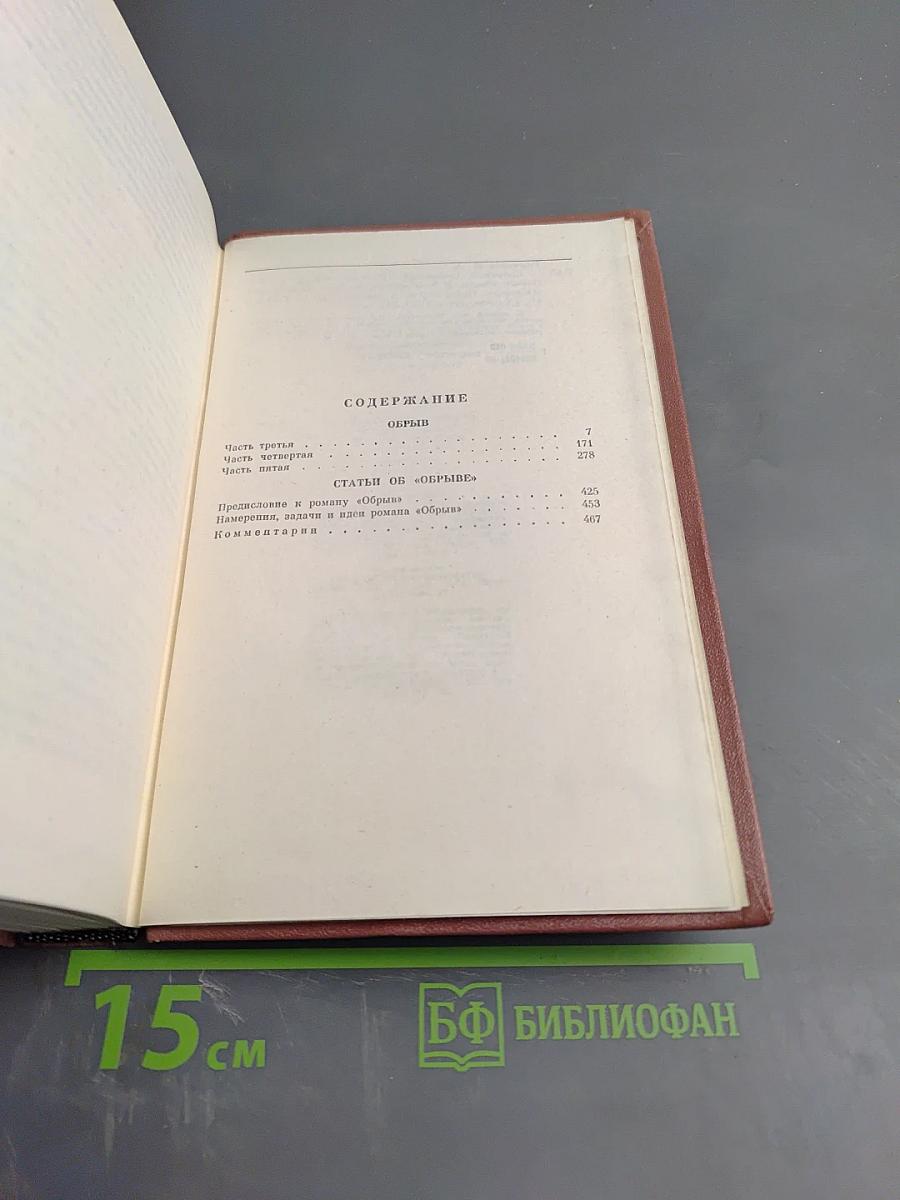 СОДЕРЖАНИЕ
ОБРЫВ
Часть третья . . . . . . . . . . . . . . . . . 7
Часть четвертая . . . . . . . . . . . . . . . . 171
Часть пятая . . . . . . . . . . . . . . . . . 278
СТАТЬИ ОБ «ОБРЫВЕ»
Предисловие к роману «Обрыв» . . . . . . . . . . 425
Намерения, задачи и идеи романа «Обрыв» . . . . . . . 453
Комментарии . . . . . . . . . . . . . . . . 467
15 см
БФ БИБЛИОФАН